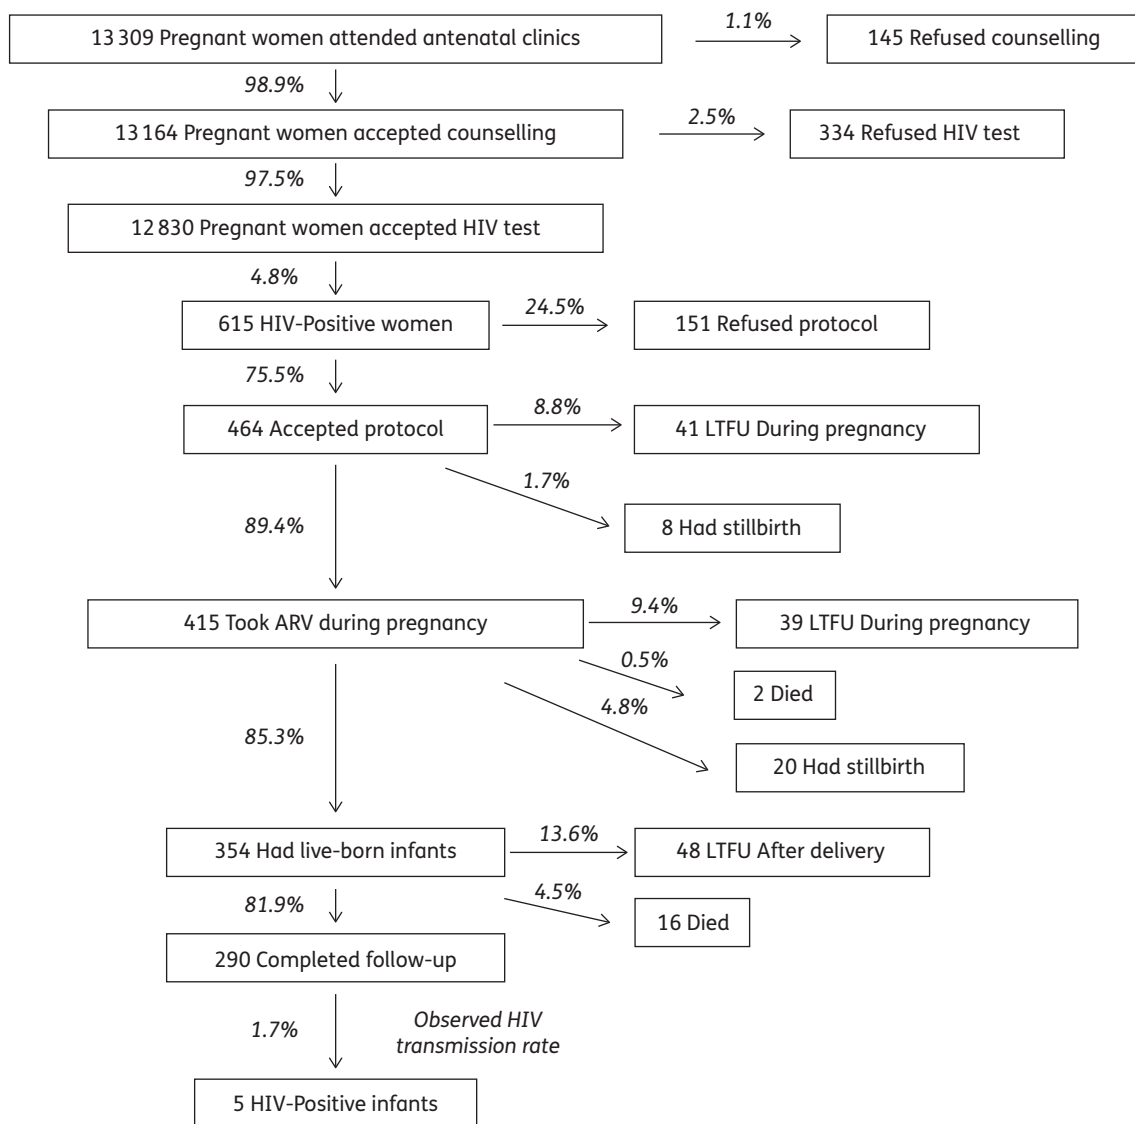 13 309 Pregnant women attended antenatal clinics
1.1%
145 Refused counselling
98.9%
13 164 Pregnant women accepted counselling
2.5%
334 Refused HIV test
97.5%
12 830 Pregnant women accepted HIV test
4.8%
615 HIV-Positive women
24.5%
151 Refused protocol
75.5%
464 Accepted protocol
8.8%
41 LTFU During pregnancy
1.7%
8 Had stillbirth
89.4%
415 Took ARV during pregnancy
9.4%
39 LTFU During pregnancy
0.5%
2 Died
4.8%
20 Had stillbirth
85.3%
354 Had live-born infants
13.6%
48 LTFU After delivery
4.5%
16 Died
81.9%
290 Completed follow-up
1.7%
Observed HIV
transmission rate
5 HIV-Positive infants